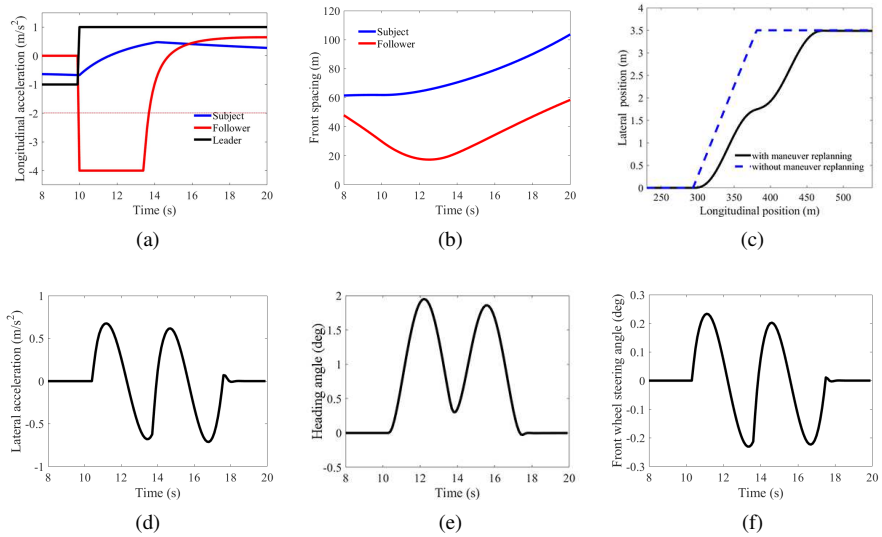 Longitudinal acceleration (m/s²)
1
0
-1
-2
-3
-4
8 10 12 14 16 18 20
Time (s)
Subject
Follower
Leader
(a)
Front spacing (m)
120
100
80
60
40
20
0
8 10 12 14 16 18 20
Time (s)
Subject
Follower
(b)
Lateral position (m)
4
3.5
3
2.5
2
1.5
1
0.5
0
250 300 350 400 450 500
Longitudinal position (m)
with maneuver replanning
without maneuver replanning
(c)
Lateral acceleration (m/s²)
1
0.5
0
-0.5
-1
8 10 12 14 16 18 20
Time (s)
(d)
Heading angle (deg)
2
1.5
1
0.5
0
-0.5
8 10 12 14 16 18 20
Time (s)
(e)
Front wheel steering angle (deg)
0.3
0.2
0.1
0
-0.1
-0.2
-0.3
8 10 12 14 16 18 20
Time (s)
(f)